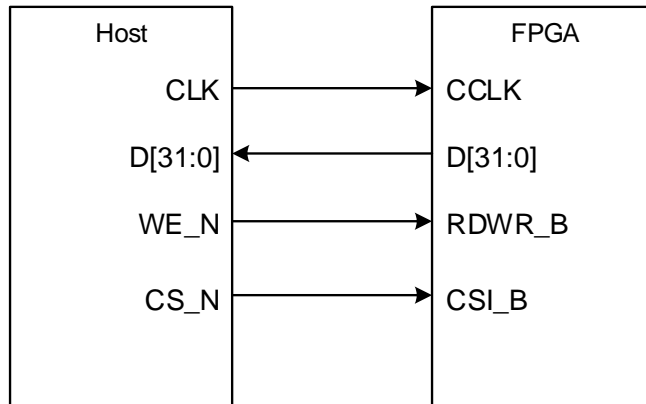 Host
FPGA
CLK
CCLK
D[31:0]
D[31:0]
WE_N
RDWR_B
CS_N
CSI_B